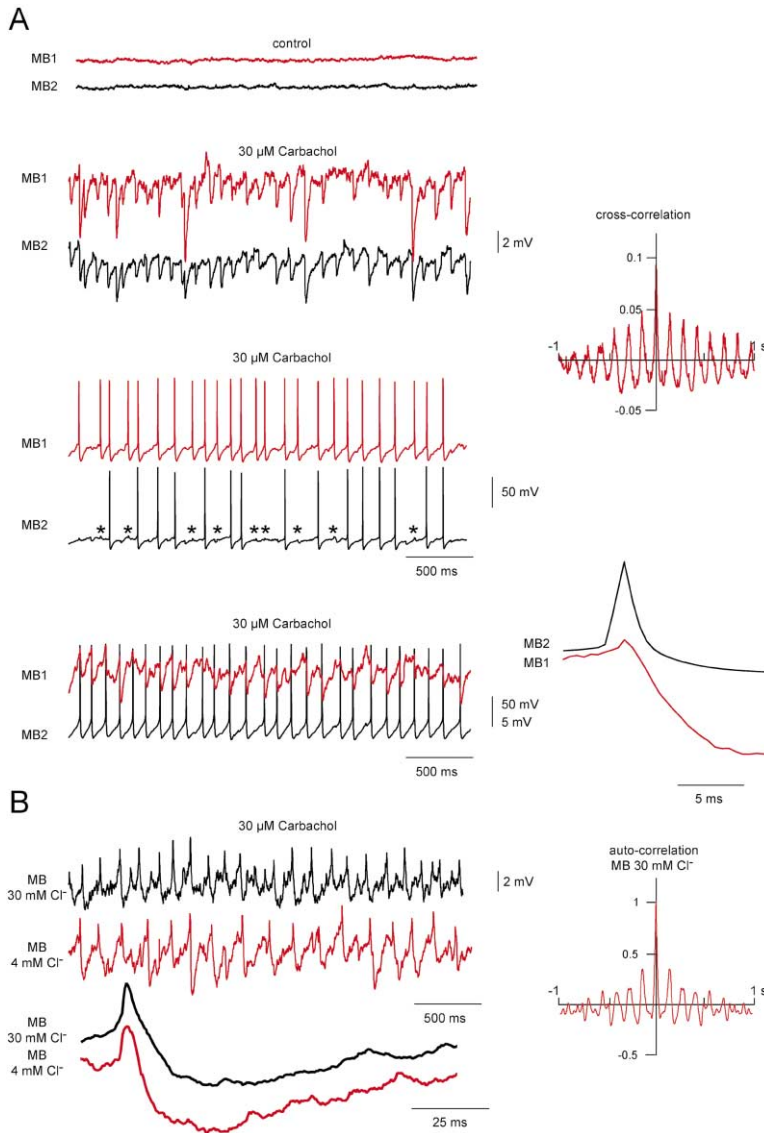 A
control
MB1
MB2
30 µM Carbachol
MB1
MB2
2 mV
cross-correlation
0.1
0.05
-1
1 s
-0.05
30 µM Carbachol
MB1
50 mV
MB2
* * * * * * * * *
500 ms
30 µM Carbachol
MB1
MB2
50 mV
5 mV
500 ms
MB2
MB1
5 ms
B
30 µM Carbachol
MB
30 mM Cl⁻
2 mV
MB
4 mM Cl⁻
500 ms
MB
30 mM Cl⁻
MB
4 mM Cl⁻
25 ms
auto-correlation
MB 30 mM Cl⁻
1
0.5
-1
1 s
-0.5